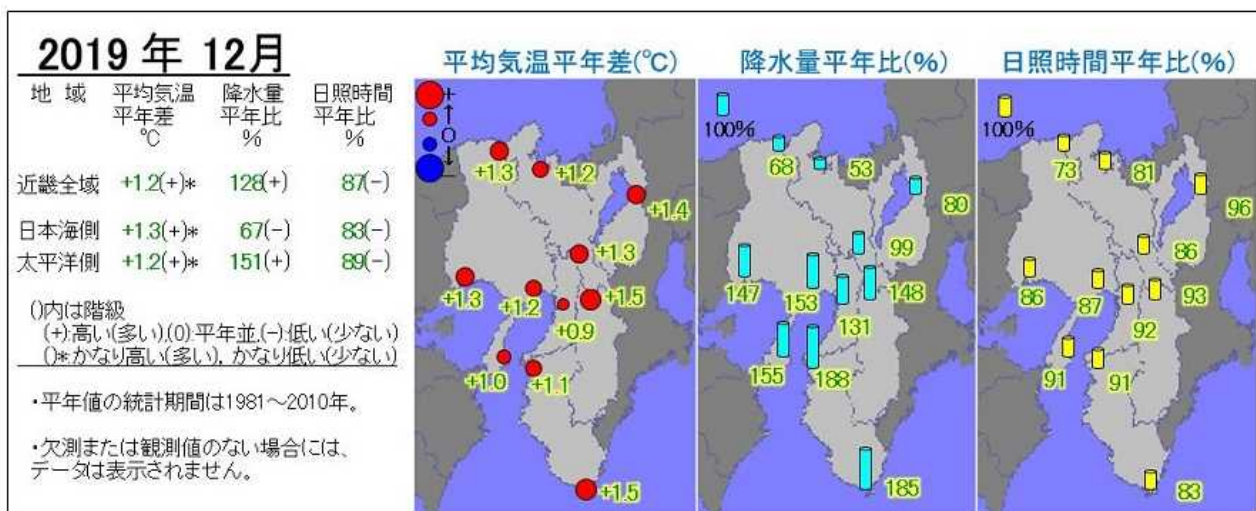 2019 年 12月
地 域 平均気温 降水量 日照時間
平年差 平年比 平年比
℃ % %
近畿全域 +1.2(+)* 128(+) 87(-)
日本海側 +1.3(+)* 67(-) 83(-)
太平洋側 +1.2(+)* 151(+) 89(-)
()内は階級
(+):高い(多い),(0):平年並,(-):低い(少ない)
()*かなり高い(多い)，かなり低い(少ない)
・平年値の統計期間は1981～2010年。
・欠測または観測値のない場合には、
データは表示されません。
平均気温平年差(℃)
+
↑
0
↓
-
+1.3
+1.2
+1.4
+1.3
+1.3
+1.2
+1.5
+0.9
+1.0
+1.1
+1.5
降水量平年比(%)
100%
68
53
80
99
147
153
148
131
155
188
185
日照時間平年比(%)
100%
73
81
96
86
86
87
93
92
91
91
83